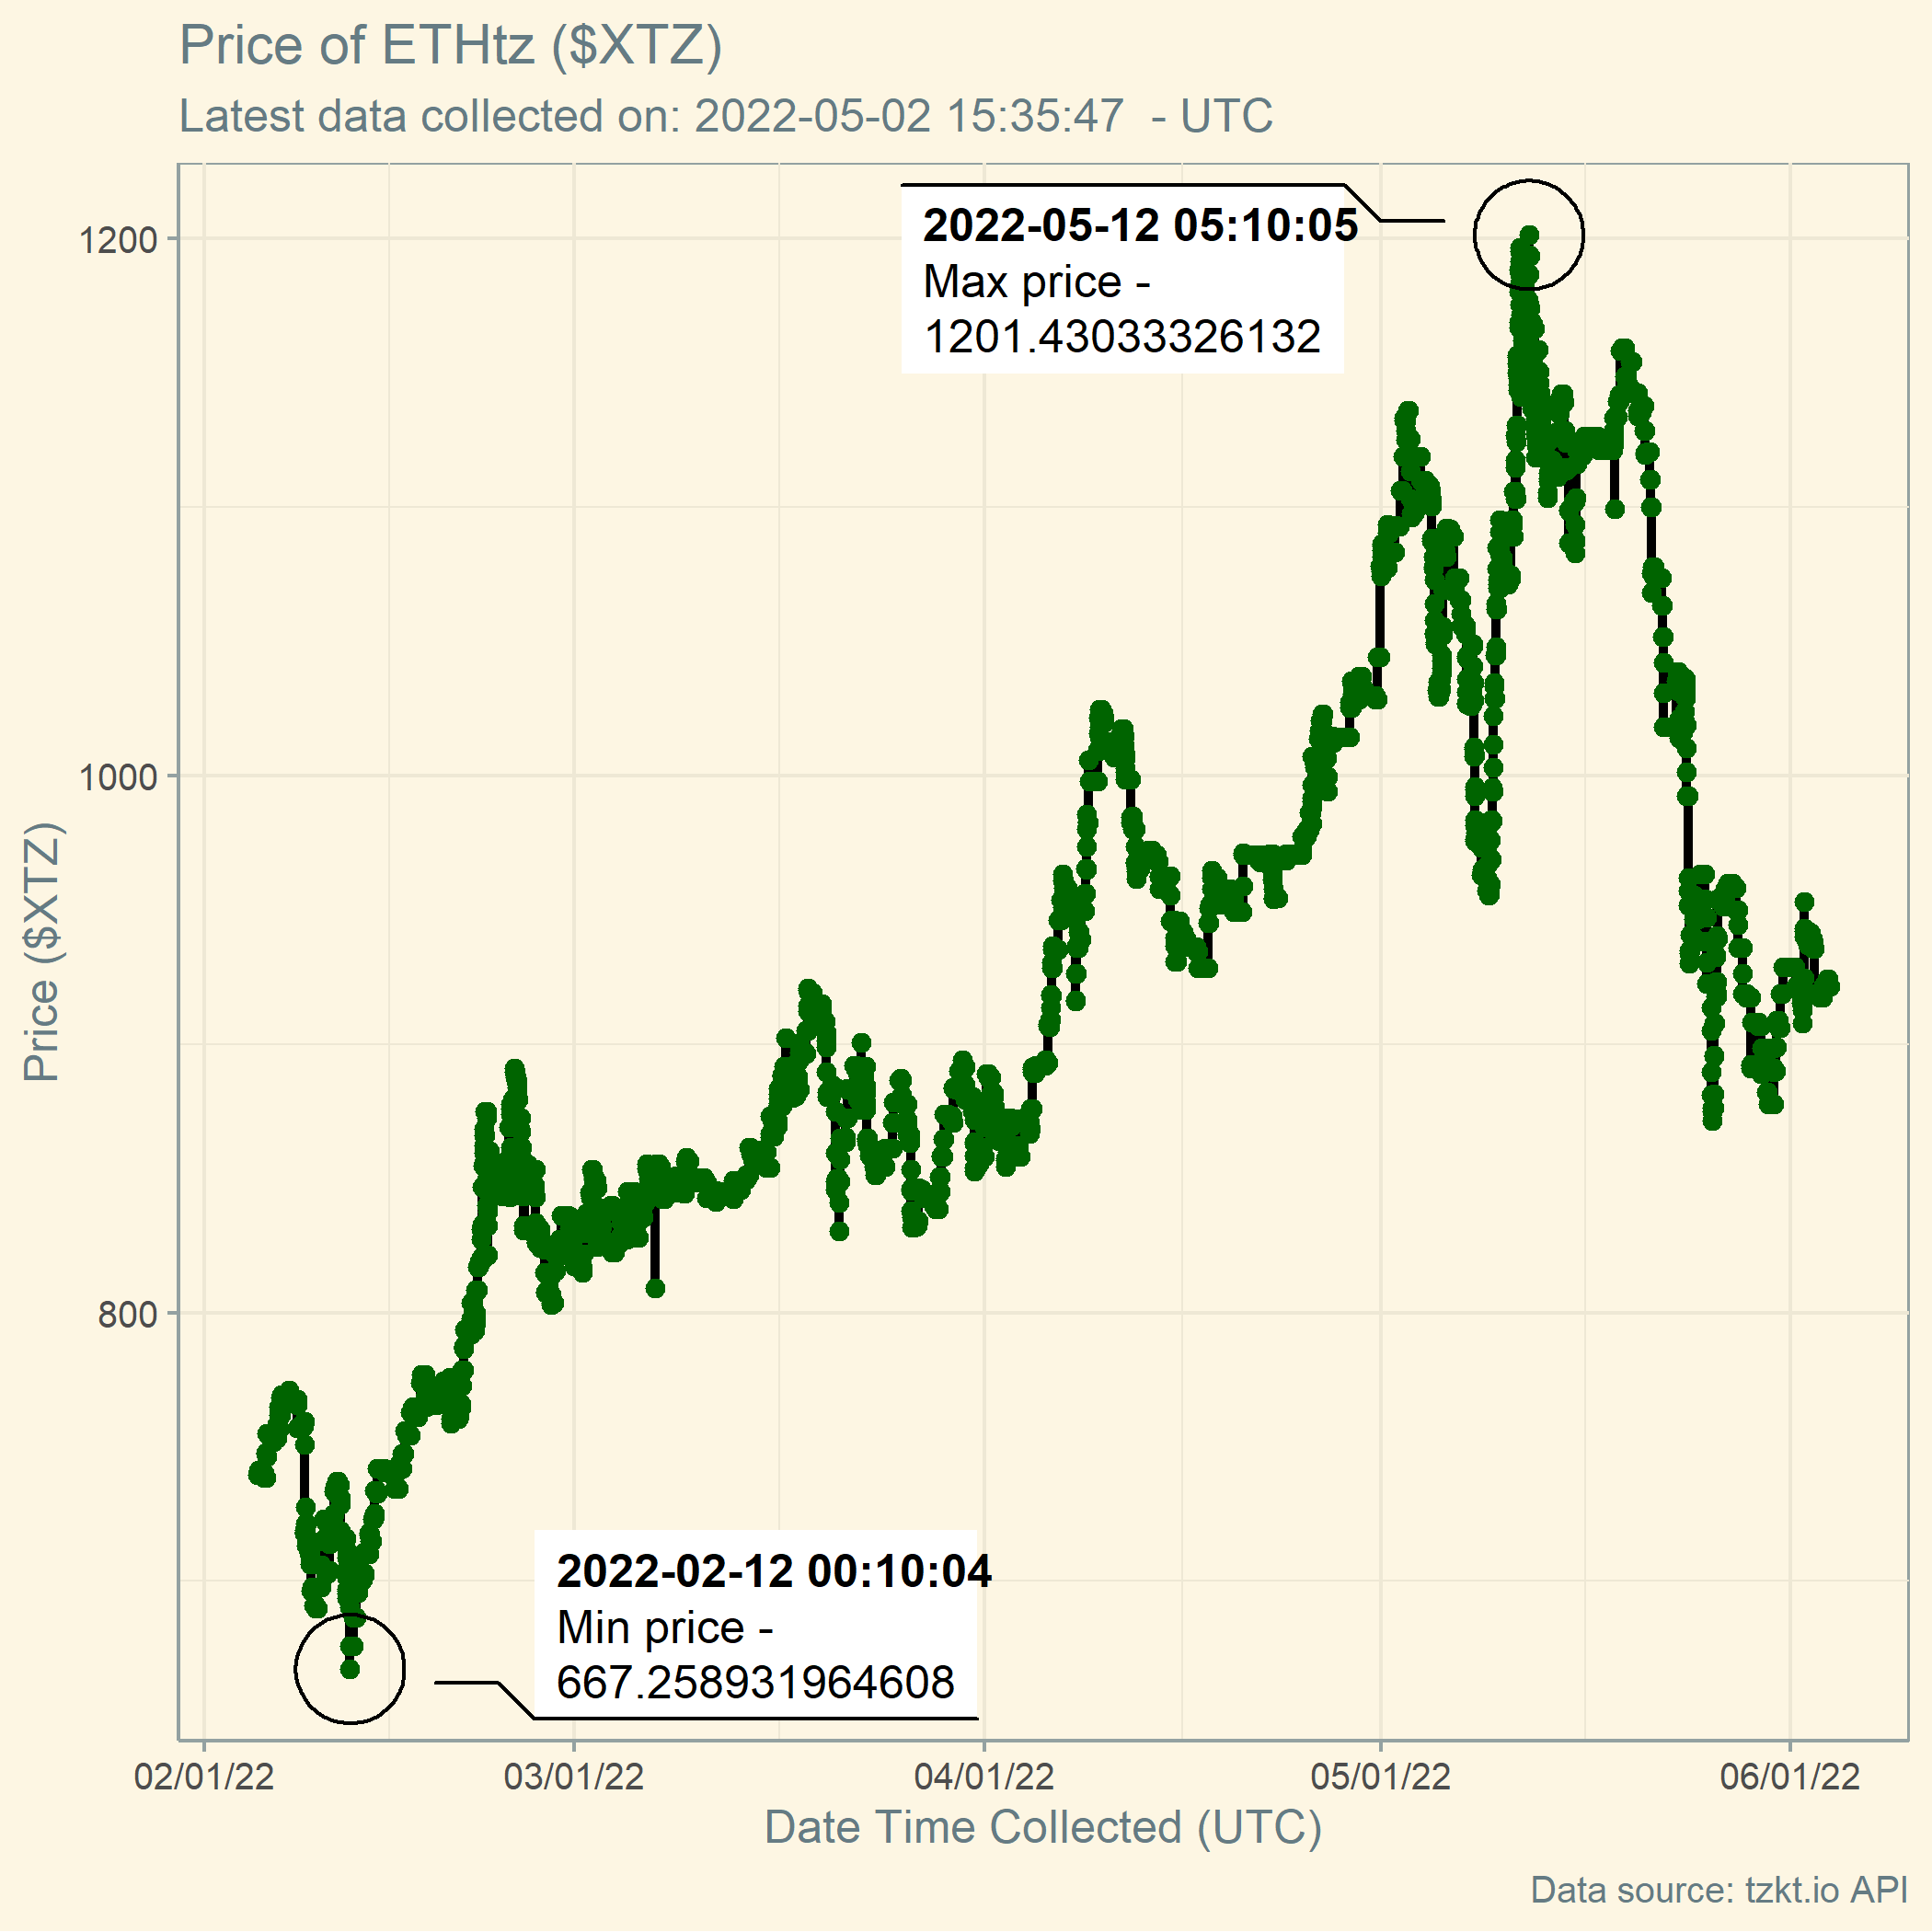 Price of ETHtz ($XTZ)
Latest data collected on: 2022-05-02 15:35:47  - UTC
2022-05-12 05:10:05
Max price -
1201.43033326132
1200
1000
800
Price ($XTZ)
2022-02-12 00:10:04
Min price -
667.258931964608
02/01/22
03/01/22
04/01/22
05/01/22
06/01/22
Date Time Collected (UTC)
Data source: tzkt.io API